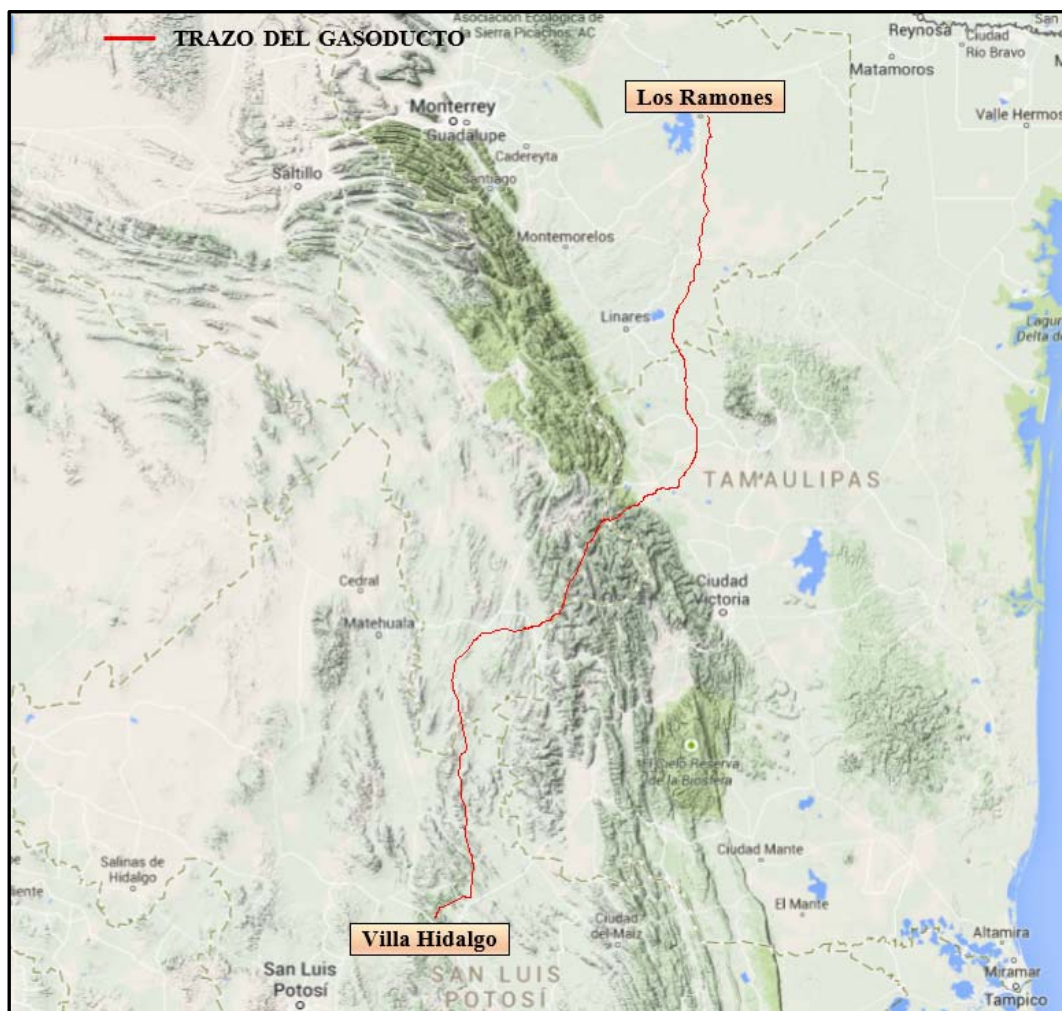 TRAZO DEL GASODUCTO
Asociación Ecológica de
la Sierra Picachos, AC
Reynosa
Ciudad
Río Bravo
Matamoros
Valle Hermos
Los Ramones
Monterrey
Guadalupe
Cadereyta
Saltillo
Santiago
Montemorelos
Linares
Lagun
Delta de
TAMAULIPAS
Cedral
Matehuala
Ciudad
Victoria
El Cielo Reserva
de la Biosfera
Salinas de
Hidalgo
Ciudad Mante
El Mante
Villa Hidalgo
Ciudad
del Maíz
Altamira
San Luis
Potosí
SAN LUIS
POTOSÍ
Miramar
Tampico